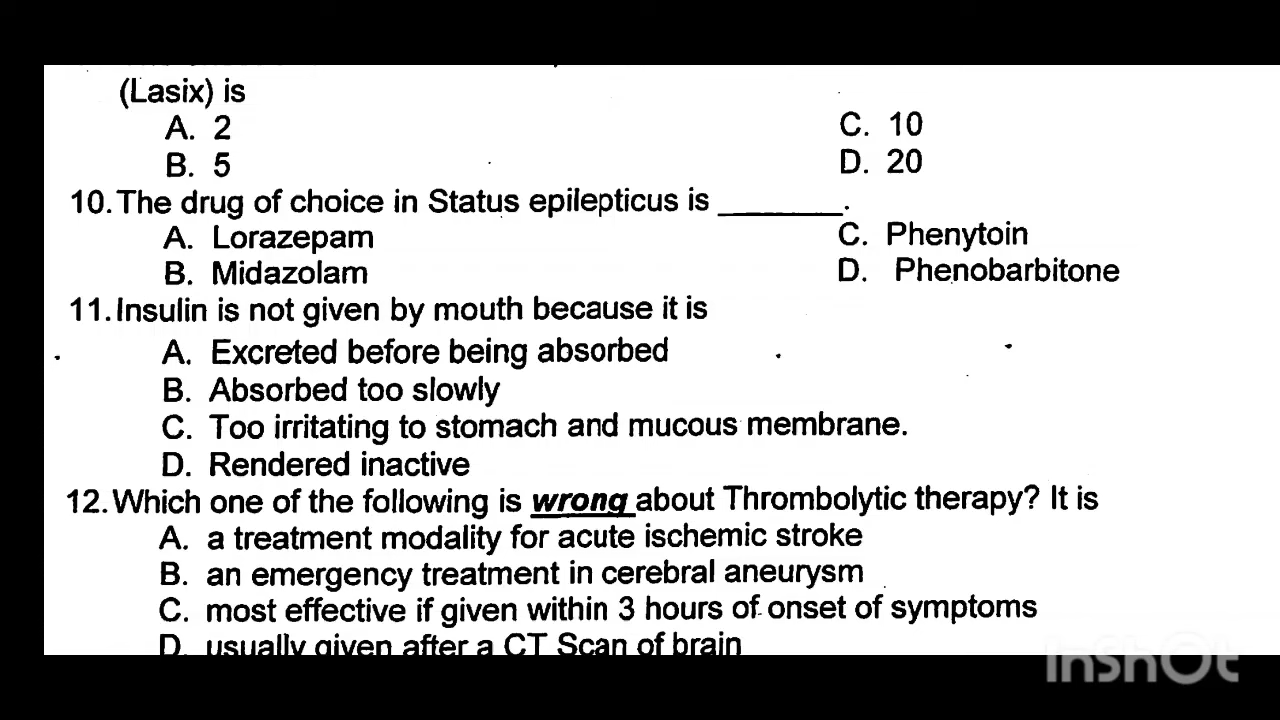 (Lasix) is
A. 2
C. 10
B. 5
D. 20
10. The drug of choice in Status epilepticus is ________.
A. Lorazepam
C. Phenytoin
B. Midazolam
D. Phenobarbitone
11. Insulin is not given by mouth because it is
A. Excreted before being absorbed
B. Absorbed too slowly
C. Too irritating to stomach and mucous membrane.
D. Rendered inactive
12. Which one of the following is wrong about Thrombolytic therapy? It is
A. a treatment modality for acute ischemic stroke
B. an emergency treatment in cerebral aneurysm
C. most effective if given within 3 hours of onset of symptoms
D. usually given after a CT Scan of brain
InShOt